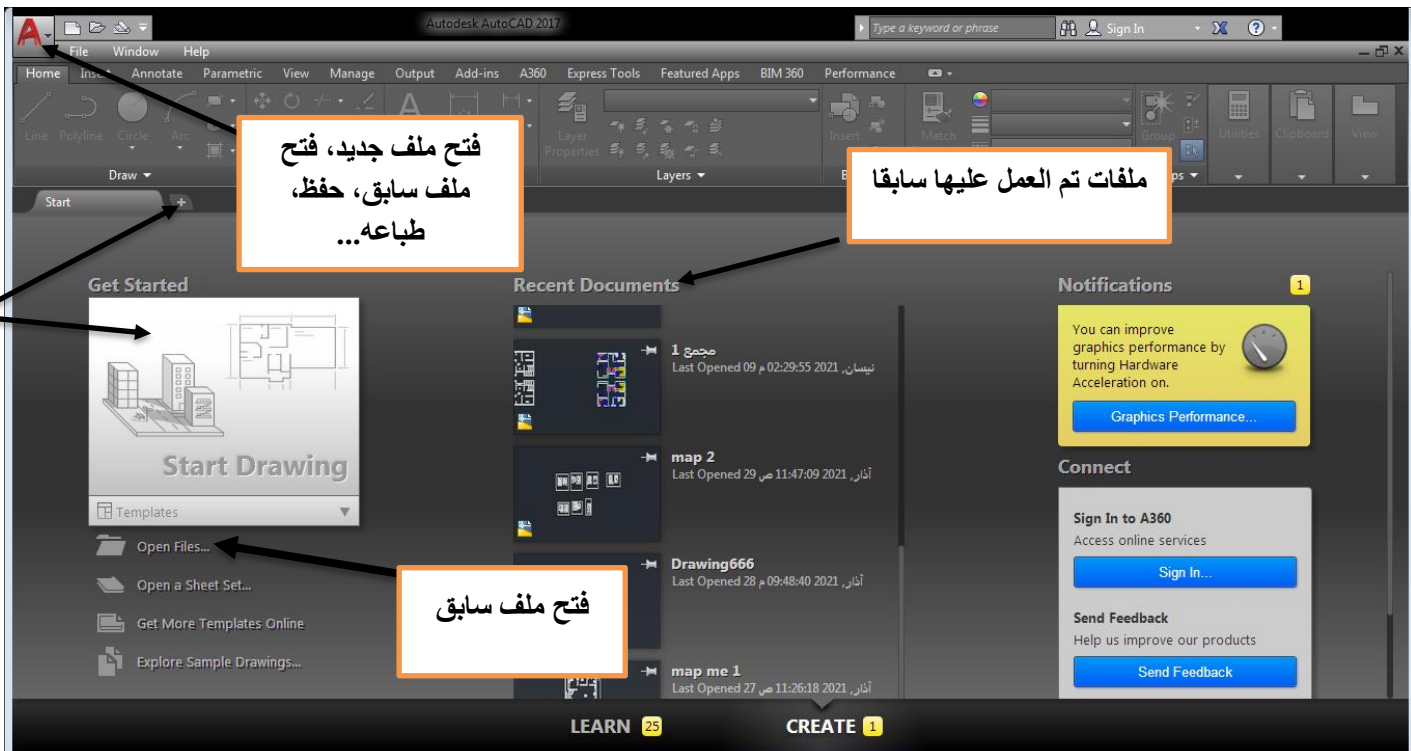 Autodesk AutoCAD 2017
Type a keyword or phrase
Sign In
File Window Help
Home Insert Annotate Parametric View Manage Output Add-ins A360 Express Tools Featured Apps BIM 360 Performance
Line Polyline Circle Arc
Layer Properties
Insert
Match
Group
Utilities
Clipboard
View
Draw
Layers
فتح ملف جديد، فتح
ملف سابق، حفظ،
طباعه...
ملفات تم العمل عليها سابقا
Start
Get Started
Start Drawing
Templates
Open Files...
Open a Sheet Set...
Get More Templates Online
Explore Sample Drawings...
فتح ملف سابق
Recent Documents
مجمع 1
Last Opened 09 نيسان, 2021 02:29:55 م
map 2
Last Opened 29 آذار, 2021 11:47:09 ص
Drawing666
Last Opened 28 آذار, 2021 09:48:40 م
map me 1
Last Opened 27 آذار, 2021 11:26:18 ص
Notifications 1
You can improve
graphics performance by
turning Hardware
Acceleration on.
Graphics Performance...
Connect
Sign In to A360
Access online services
Sign In...
Send Feedback
Help us improve our products
Send Feedback
LEARN 25
CREATE 1